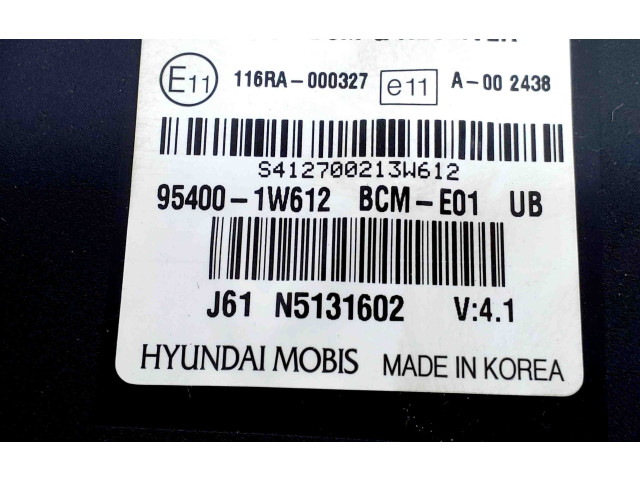 E11 116RA-000327 e11 A-00 2438
S412700213W612
95400-1W612 BCM-E01 UB
J61 N5131602 V:4.1
HYUNDAI MOBIS MADE IN KOREA